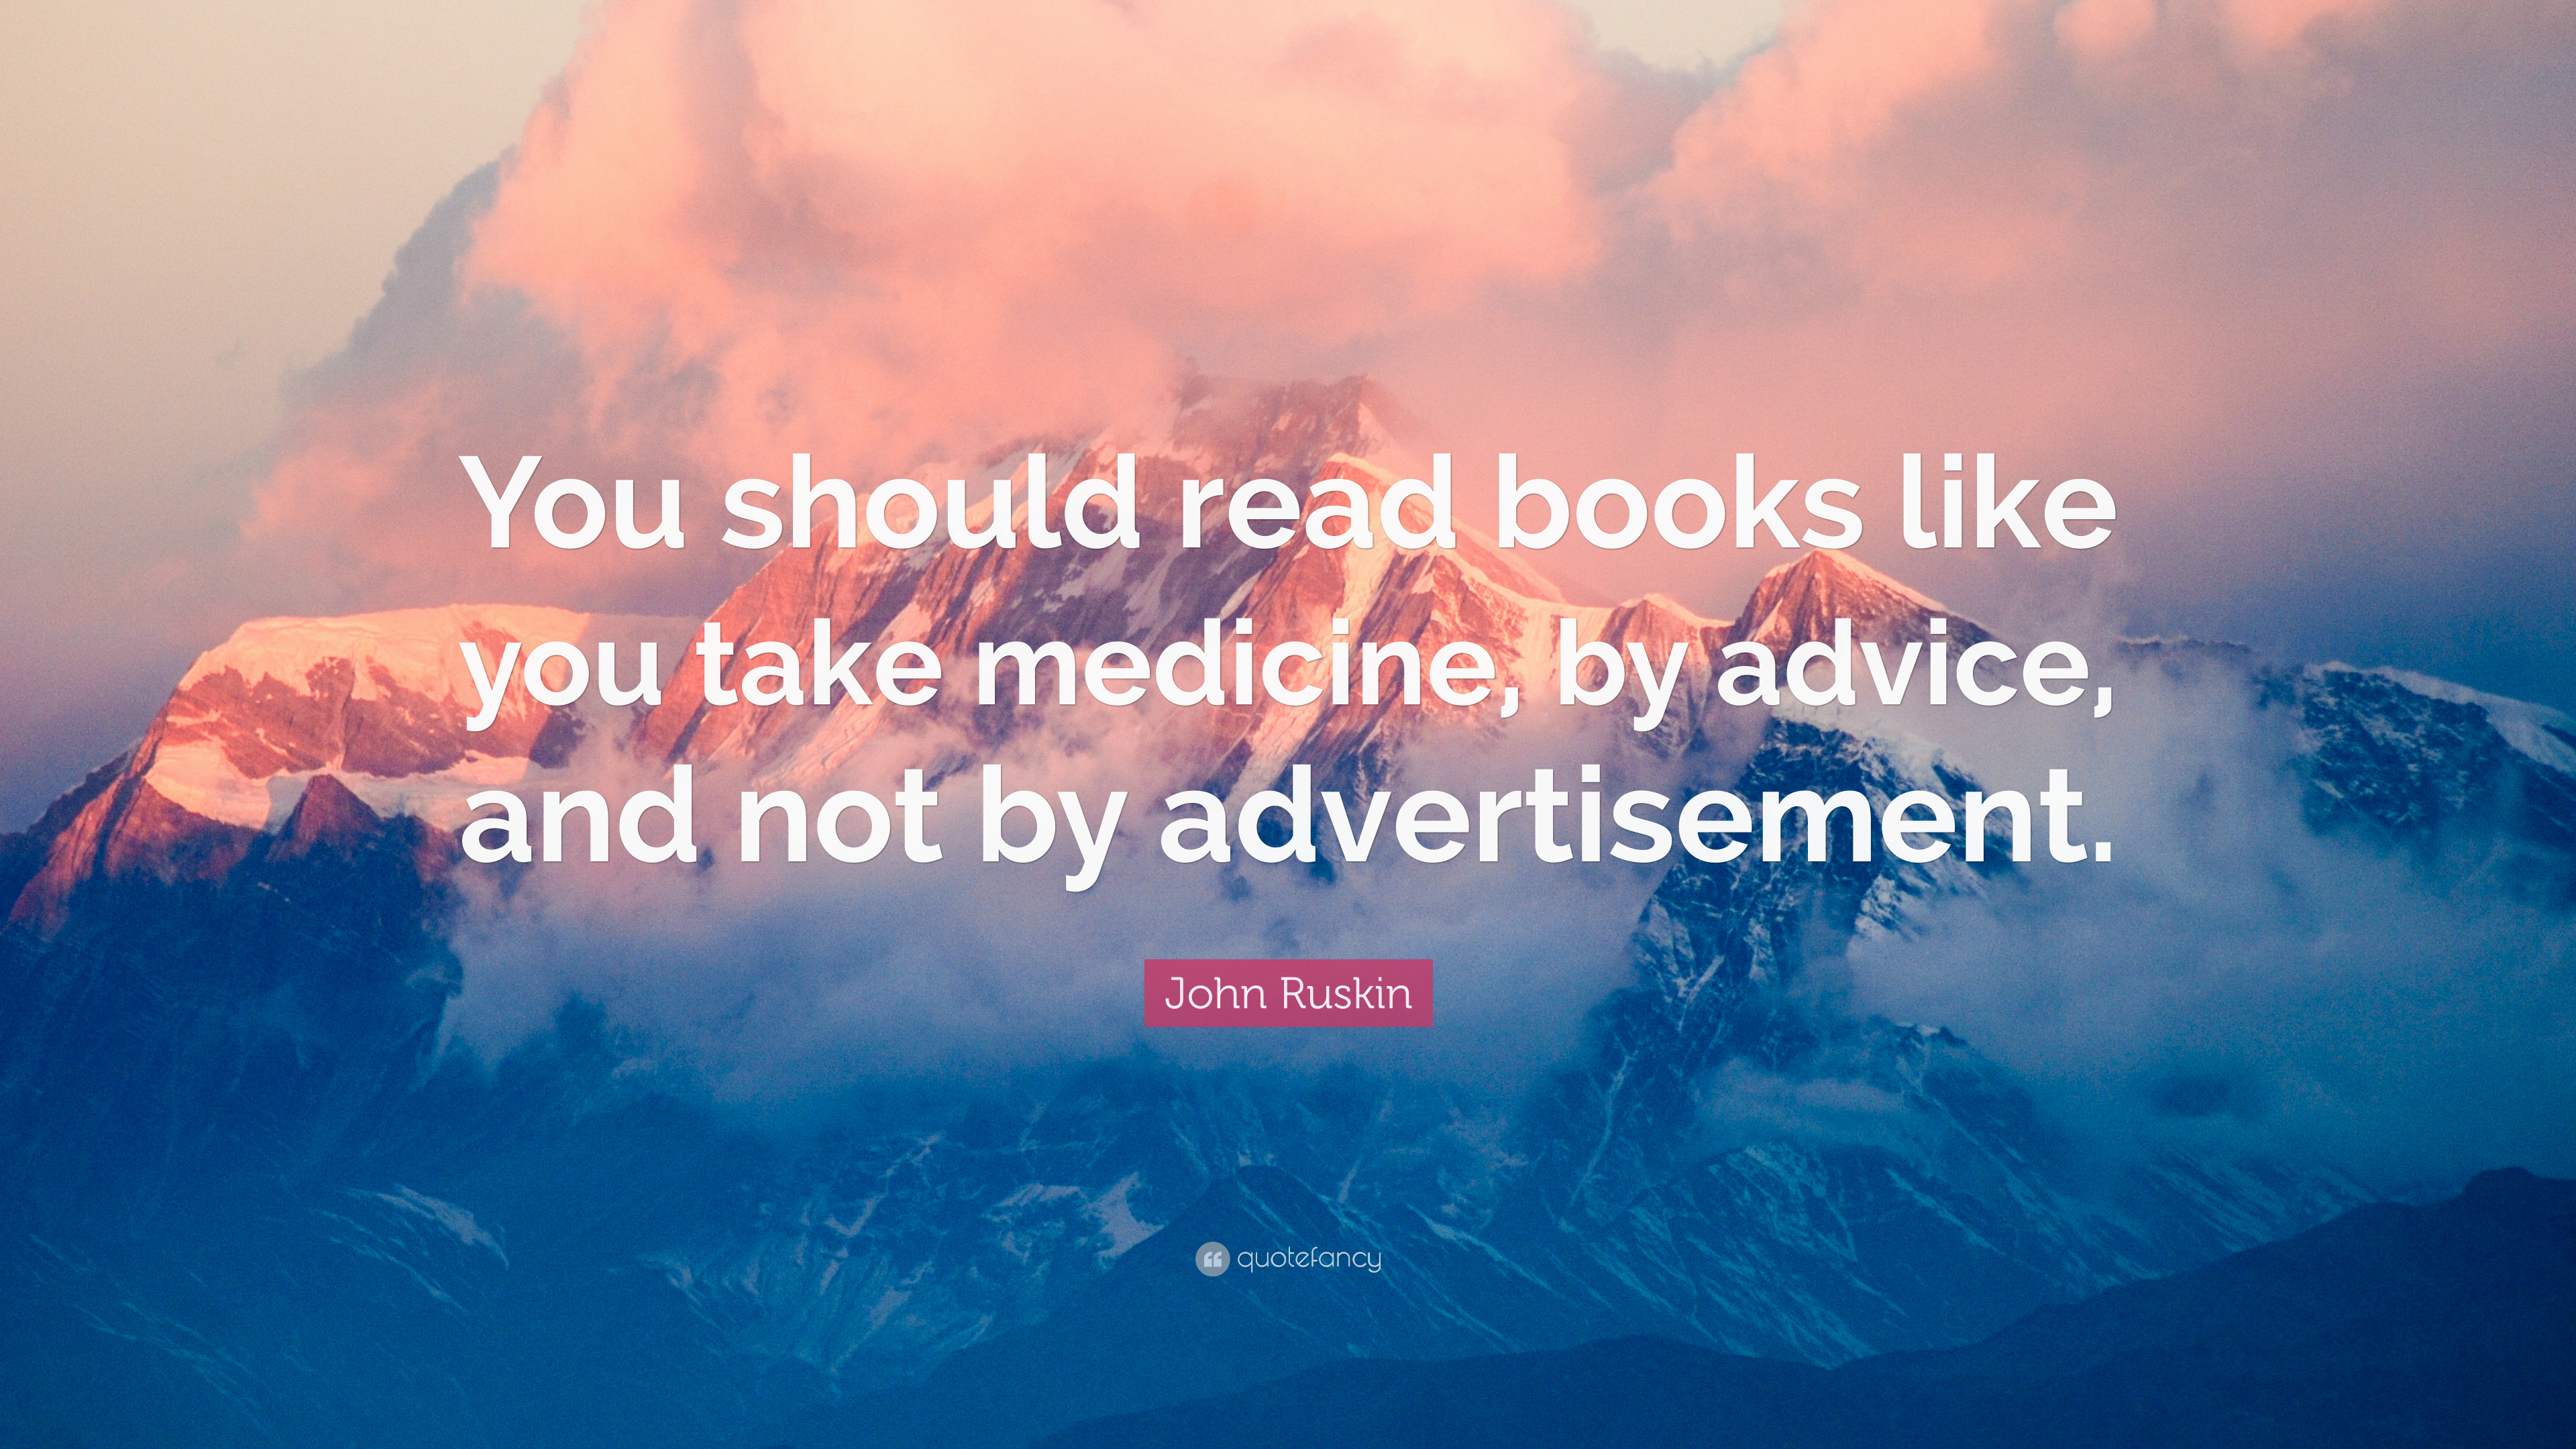 You should read books like
you take medicine, by advice,
and not by advertisement.
John Ruskin
quotefancy